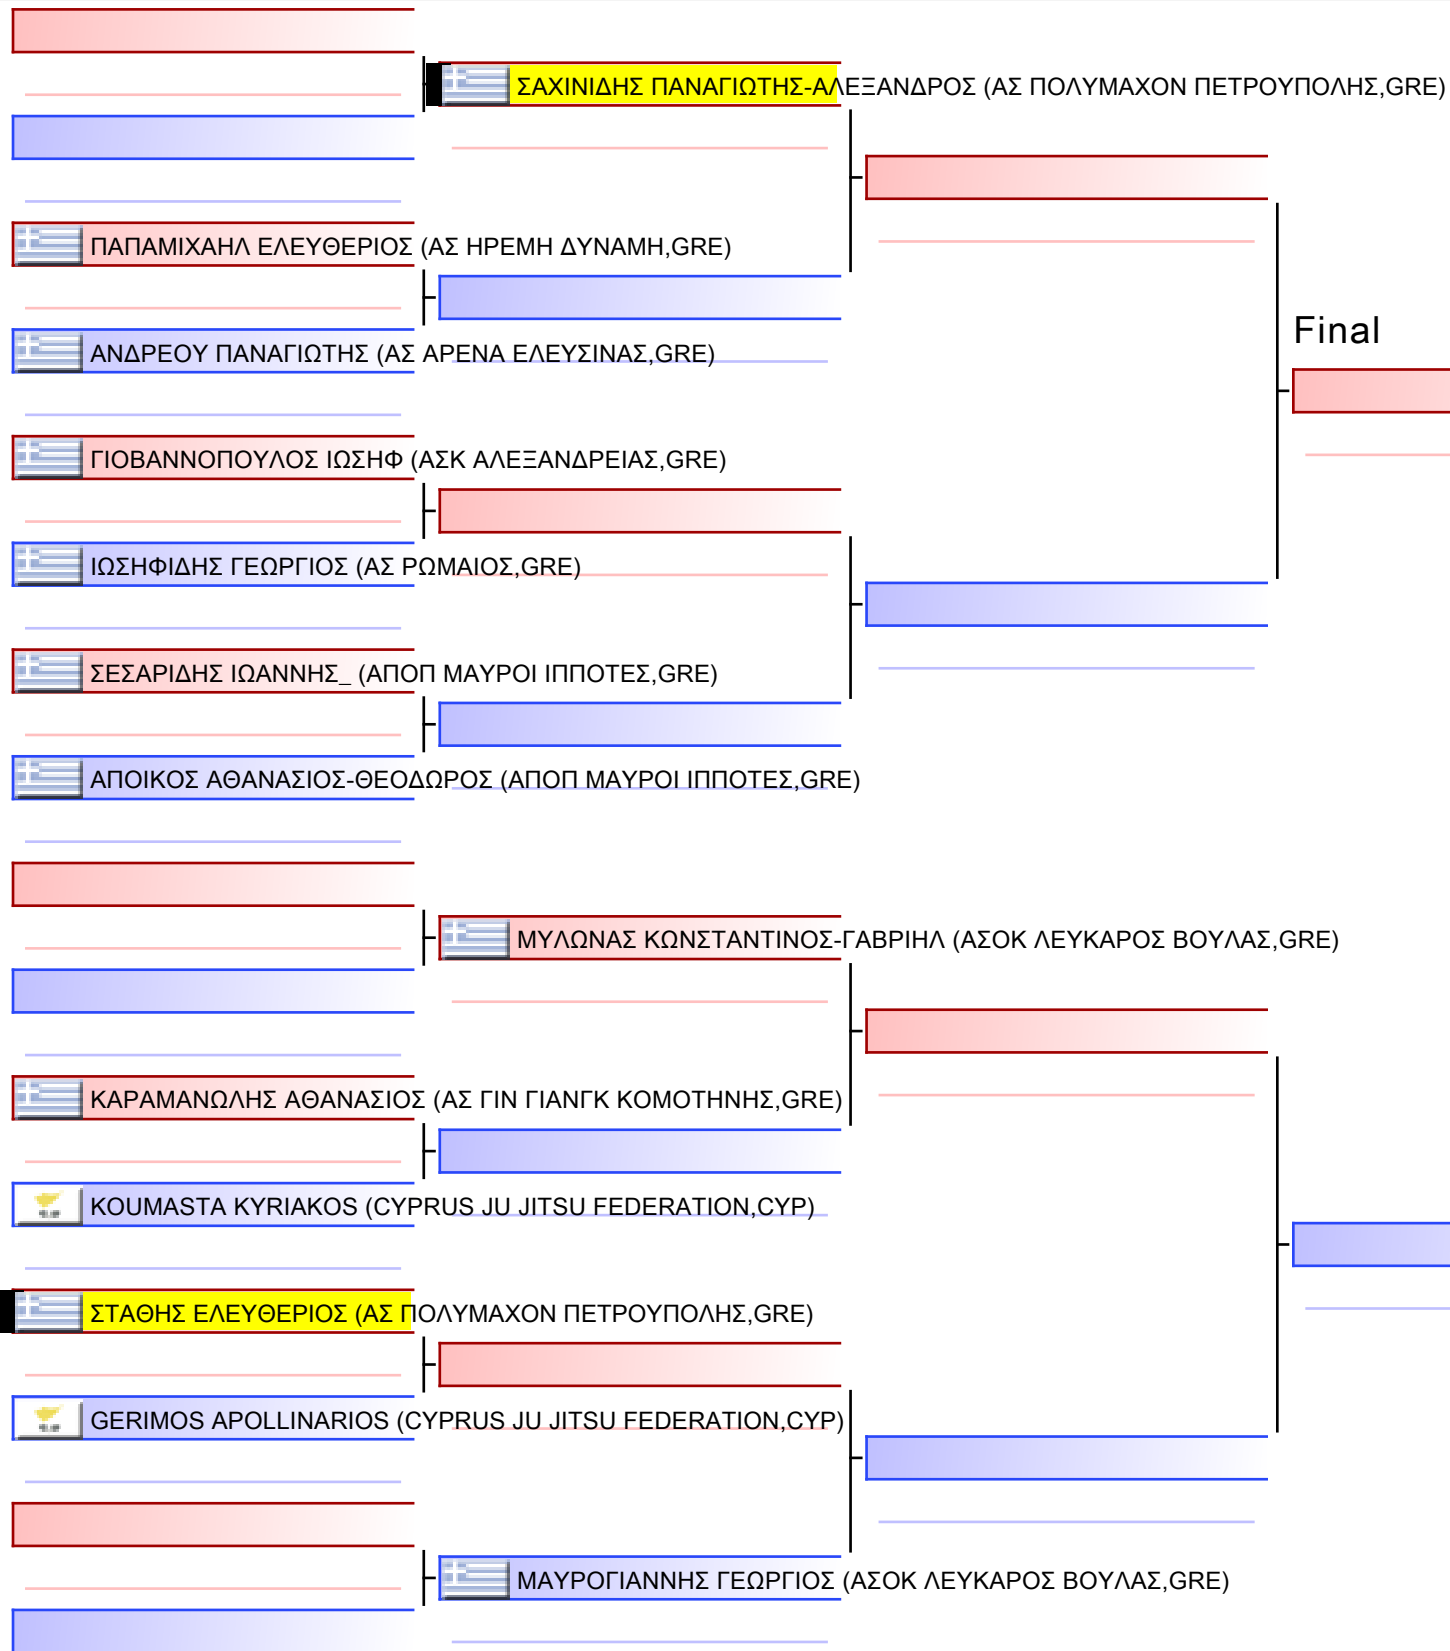 ΣΑΧΙΝΙΔΗΣ ΠΑΝΑΓΙΩΤΗΣ-ΑΛΕΞΑΝΔΡΟΣ (ΑΣ ΠΟΛΥΜΑΧΟΝ ΠΕΤΡΟΥΠΟΛΗΣ,GRE)
ΠΑΠΑΜΙΧΑΗΛ ΕΛΕΥΘΕΡΙΟΣ (ΑΣ ΗΡΕΜΗ ΔΥΝΑΜΗ,GRE)
Final
ΑΝΔΡΕΟΥ ΠΑΝΑΓΙΩΤΗΣ (ΑΣ ΑΡΕΝΑ ΕΛΕΥΣΙΝΑΣ,GRE)
ΓΙΟΒΑΝΝΟΠΟΥΛΟΣ ΙΩΣΗΦ (ΑΣΚ ΑΛΕΞΑΝΔΡΕΙΑΣ,GRE)
ΙΩΣΗΦΙΔΗΣ ΓΕΩΡΓΙΟΣ (ΑΣ ΡΩΜΑΙΟΣ,GRE)
ΣΕΣΑΡΙΔΗΣ ΙΩΑΝΝΗΣ_ (ΑΠΟΠ ΜΑΥΡΟΙ ΙΠΠΟΤΕΣ,GRE)
ΑΠΟΙΚΟΣ ΑΘΑΝΑΣΙΟΣ-ΘΕΟΔΩΡΟΣ (ΑΠΟΠ ΜΑΥΡΟΙ ΙΠΠΟΤΕΣ,GRE)
ΜΥΛΩΝΑΣ ΚΩΝΣΤΑΝΤΙΝΟΣ-ΓΑΒΡΙΗΛ (ΑΣΟΚ ΛΕΥΚΑΡΟΣ ΒΟΥΛΑΣ,GRE)
ΚΑΡΑΜΑΝΩΛΗΣ ΑΘΑΝΑΣΙΟΣ (ΑΣ ΓΙΝ ΓΙΑΝΓΚ ΚΟΜΟΤΗΝΗΣ,GRE)
KOUMASTA KYRIAKOS (CYPRUS JU JITSU FEDERATION,CYP)
ΣΤΑΘΗΣ ΕΛΕΥΘΕΡΙΟΣ (ΑΣ ΠΟΛΥΜΑΧΟΝ ΠΕΤΡΟΥΠΟΛΗΣ,GRE)
GERIMOS APOLLINARIOS (CYPRUS JU JITSU FEDERATION,CYP)
ΜΑΥΡΟΓΙΑΝΝΗΣ ΓΕΩΡΓΙΟΣ (ΑΣΟΚ ΛΕΥΚΑΡΟΣ ΒΟΥΛΑΣ,GRE)